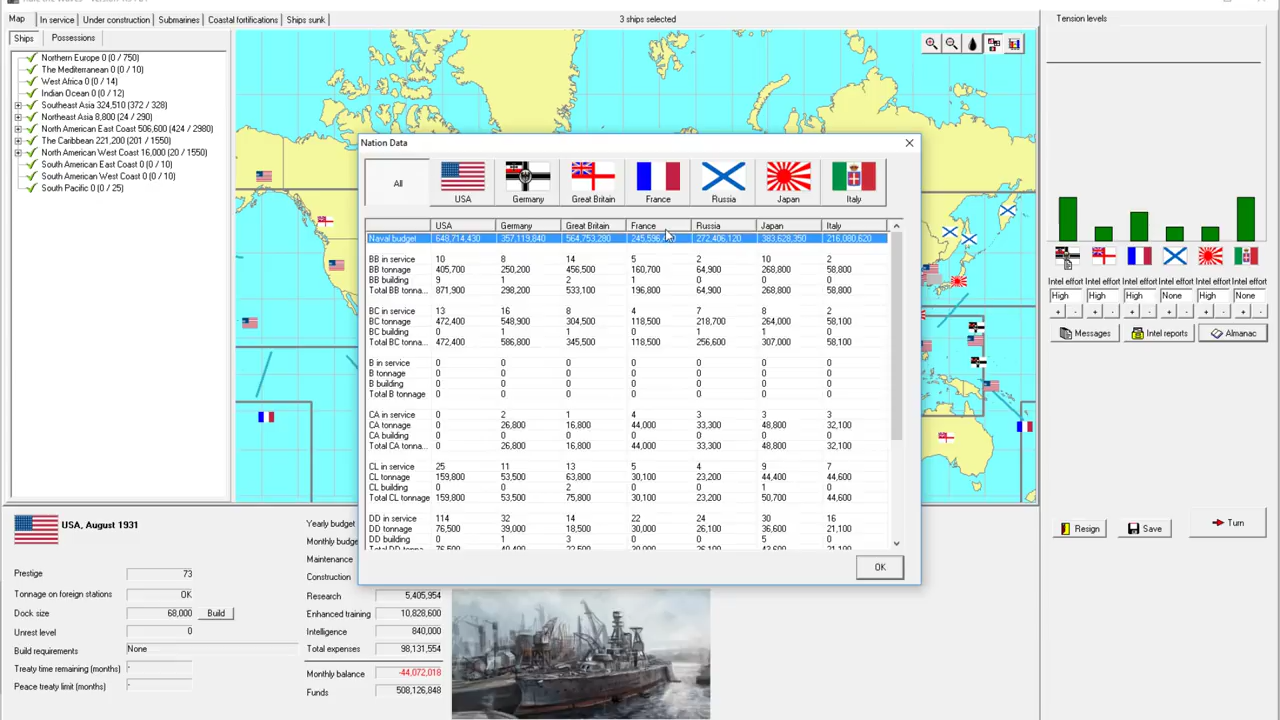 Map In service Under construction Submarines Coastal fortifications Ships sunk 3 ships selected
Ships Possessions
Northern Europe 0 (0 / 750)
The Mediterranean 0 (0 / 10)
West Africa 0 (0 / 14)
Indian Ocean 0 (0 / 12)
Southeast Asia 324,510 (372 / 328)
Northeast Asia 8,800 (24 / 290)
North American East Coast 506,600 (424 / 2980)
The Caribbean 221,200 (201 / 1550)
North American West Coast 16,000 (20 / 1550)
South American East Coast 0 (0 / 10)
South American West Coast 0 (0 / 10)
South Pacific 0 (0 / 25)
Nation Data
All USA Germany Great Britain France Russia Japan Italy
USA Germany Great Britain France Russia Japan Italy
Naval budget 648,714,430 357,119,840 564,753,280 272,406,120 383,628,350 216,080,620
BB in service 10 8 14 5 2 10 2
BB tonnage 405,700 250,200 456,500 160,700 64,900 268,800 58,800
BB building 9 1 2 1 0 0 0
Total BB tonna... 871,900 298,200 533,100 196,800 64,900 268,800 58,800
BC in service 13 16 8 4 7 8 2
BC tonnage 472,400 548,900 304,500 118,500 218,700 264,000 58,100
BC building 0 1 1 0 1 1 0
Total BC tonna... 472,400 586,800 345,500 118,500 256,600 307,000 58,100
B in service 0 0 0 0 0 0 0
B tonnage 0 0 0 0 0 0 0
B building 0 0 0 0 0 0 0
Total B tonnage 0 0 0 0 0 0 0
CA in service 0 2 1 4 3 3 3
CA tonnage 0 26,800 16,800 44,000 33,300 48,800 32,100
CA building 0 0 0 0 0 0 0
Total CA tonna... 0 26,800 16,800 44,000 33,300 48,800 32,100
CL in service 25 11 13 5 4 9 7
CL tonnage 159,800 53,500 63,800 30,100 23,200 44,400 44,600
CL building 0 0 2 0 0 1 0
Total CL tonnage 159,800 53,500 75,800 30,100 23,200 50,700 44,600
DD in service 114 32 14 22 24 30 16
DD tonnage 76,500 39,000 18,500 30,000 26,100 36,600 21,100
DD building 0 1 3 0 0 5 0
OK
Tension levels
Intel effort Intel effort Intel effort Intel effort Intel effort Intel effort
High High High None High None
+ - + - + - + - + - + -
Messages Intel reports Almanac
Resign Save Turn
USA, August 1931
Prestige 73
Tonnage on foreign stations OK
Dock size 68,000 Build
Unrest level 0
Build requirements None
Treaty time remaining (months) -
Peace treaty limit (months) -
Yearly budget
Monthly budg
Maintenance
Construction
Research 5,405,954
Enhanced training 10,828,600
Intelligence 840,000
Total expenses 98,131,554
Monthly balance -44,072,018
Funds 508,126,848